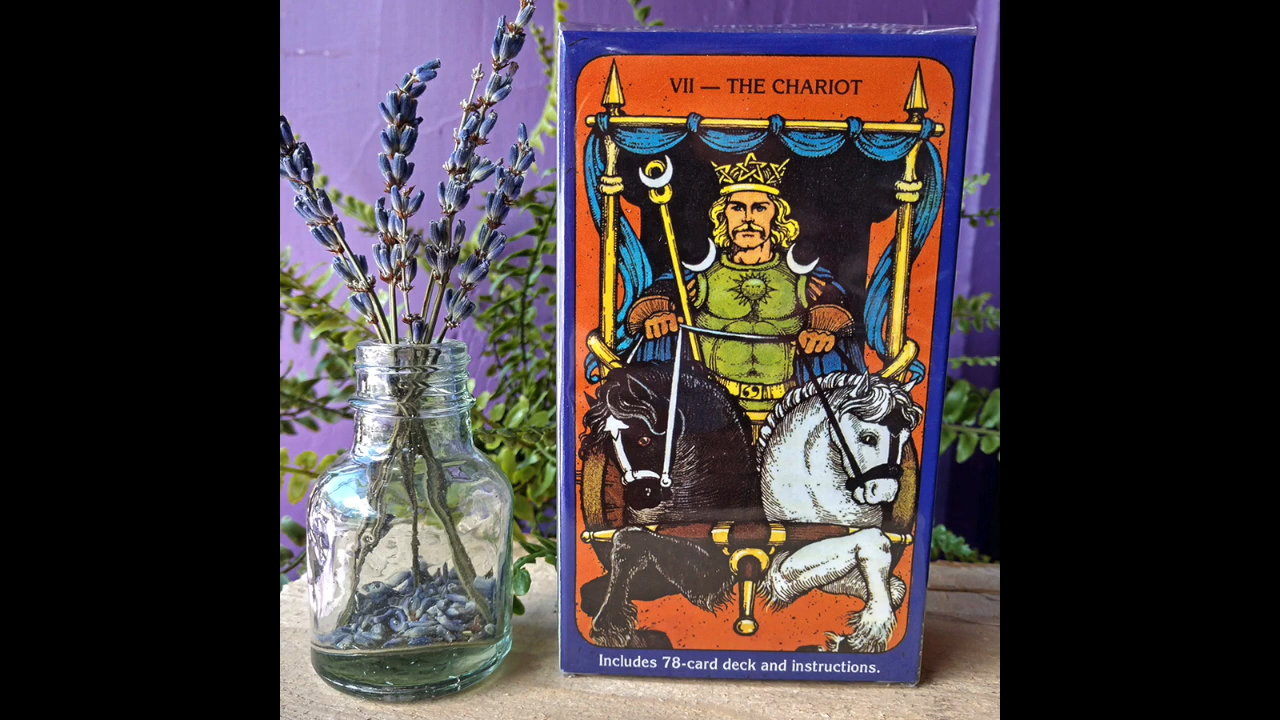 VII — THE CHARIOT
Includes 78-card deck and instructions.